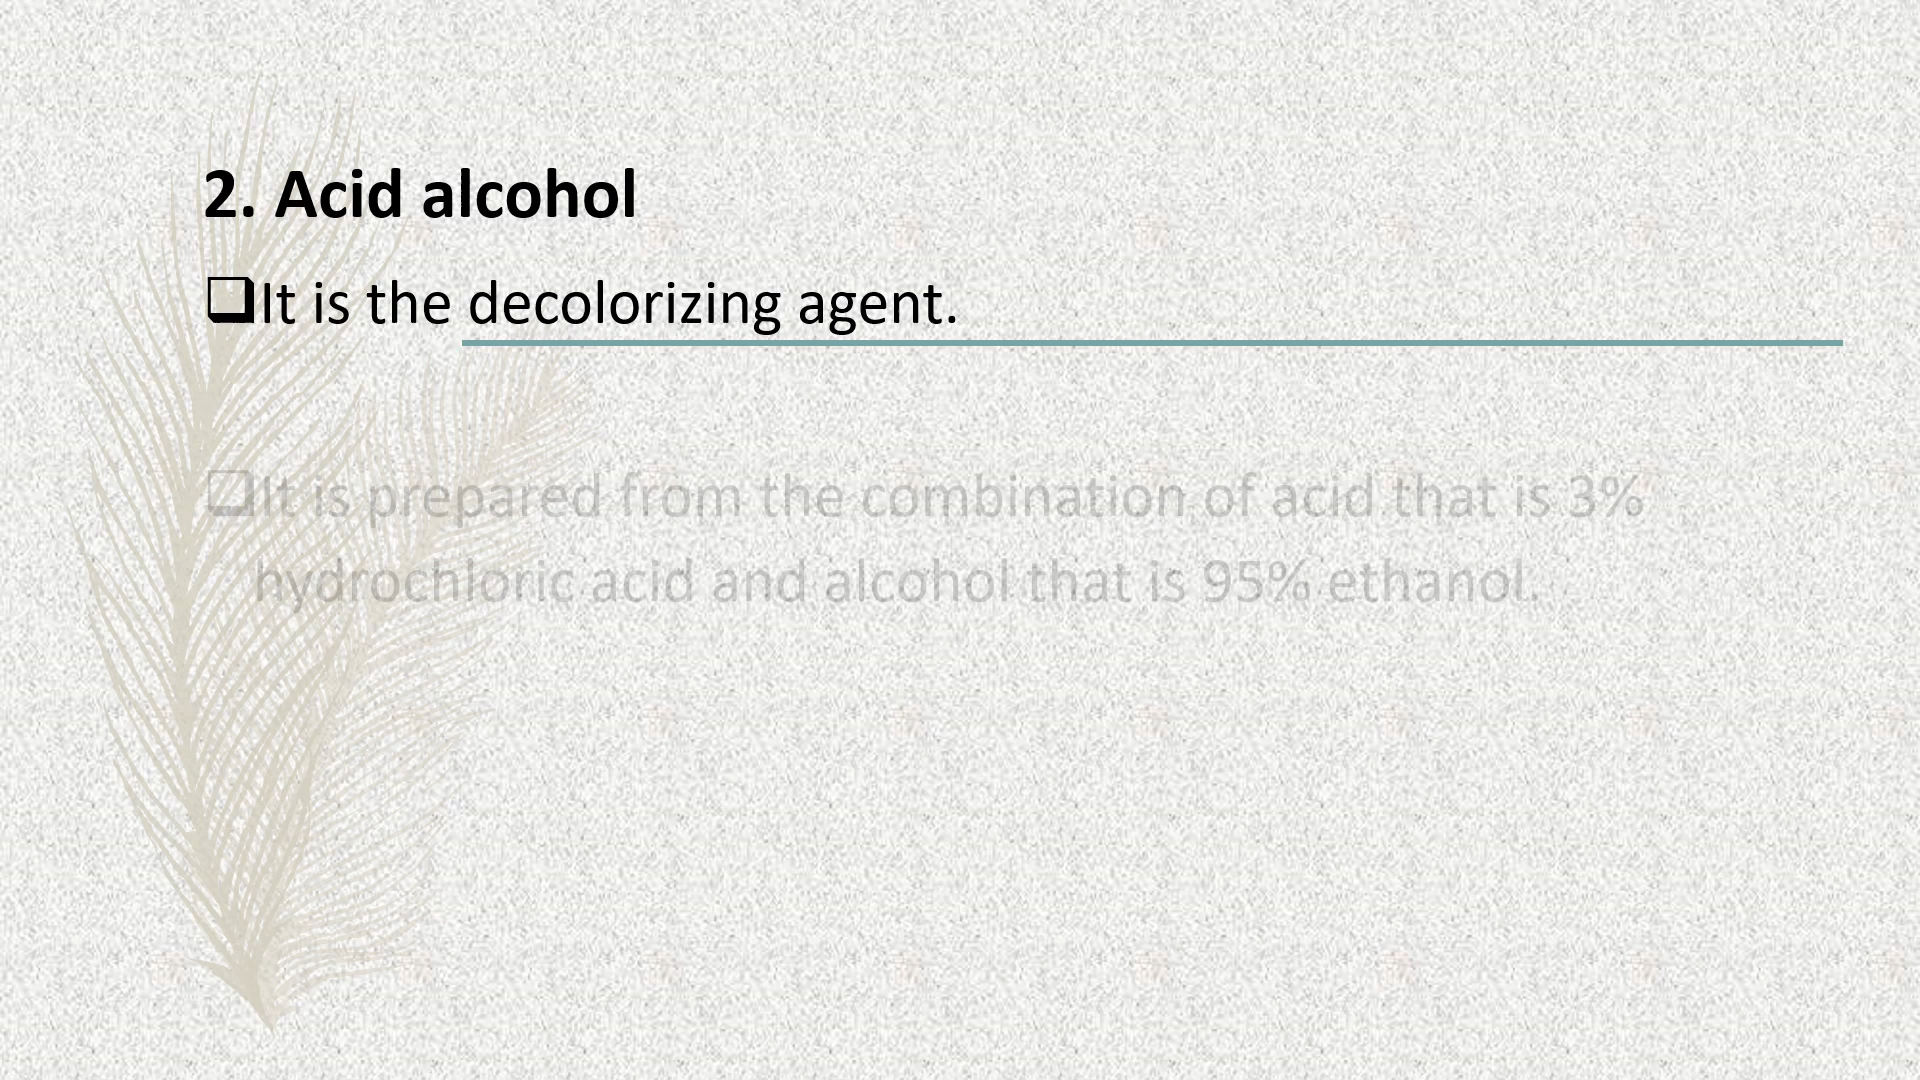 2. Acid alcohol
❑It is the decolorizing agent.
❑It is prepared from the combination of acid that is 3%
hydrochloric acid and alcohol that is 95% ethanol.